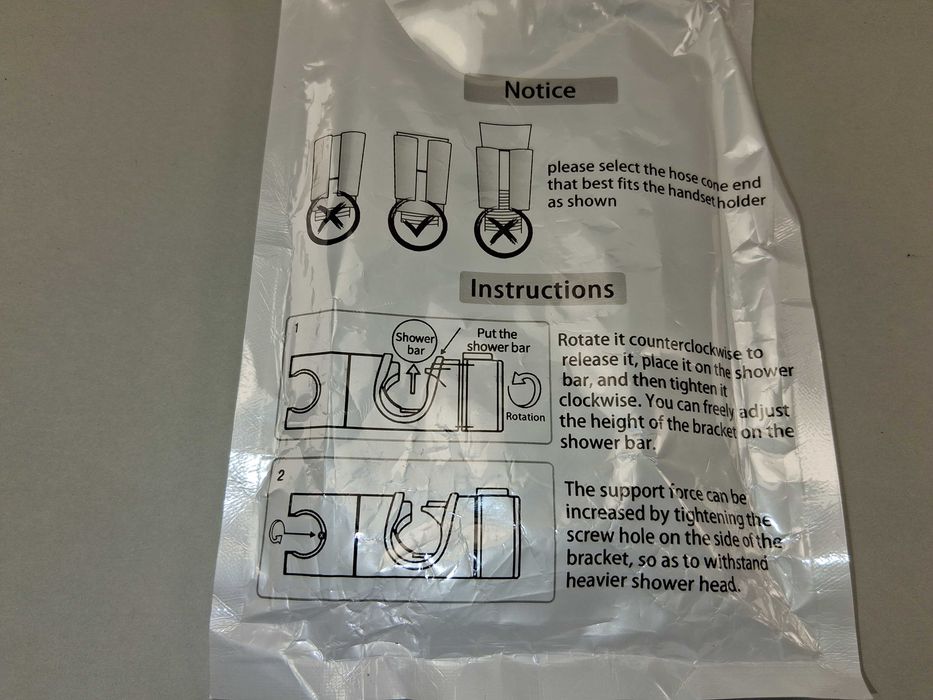 Notice
please select the hose cone end
that best fits the handset holder
as shown
Instructions
1
Shower
bar
Put the
shower bar
Rotation
Rotate it counterclockwise to
release it, place it on the shower
bar, and then tighten it
clockwise. You can freely adjust
the height of the bracket on the
shower bar.
2
The support force can be
increased by tightening the
screw hole on the side of the
bracket, so as to withstand
heavier shower head.